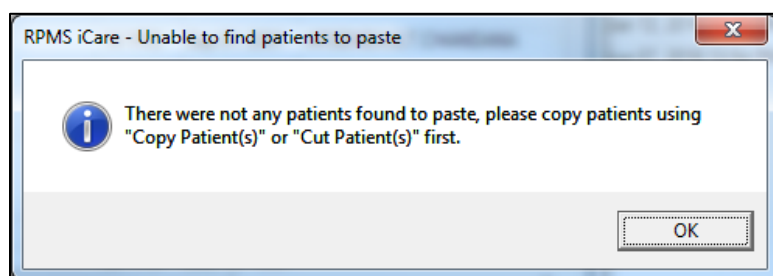 RPMS iCare - Unable to find patients to paste
There were not any patients found to paste, please copy patients using
"Copy Patient(s)" or "Cut Patient(s)" first.
OK